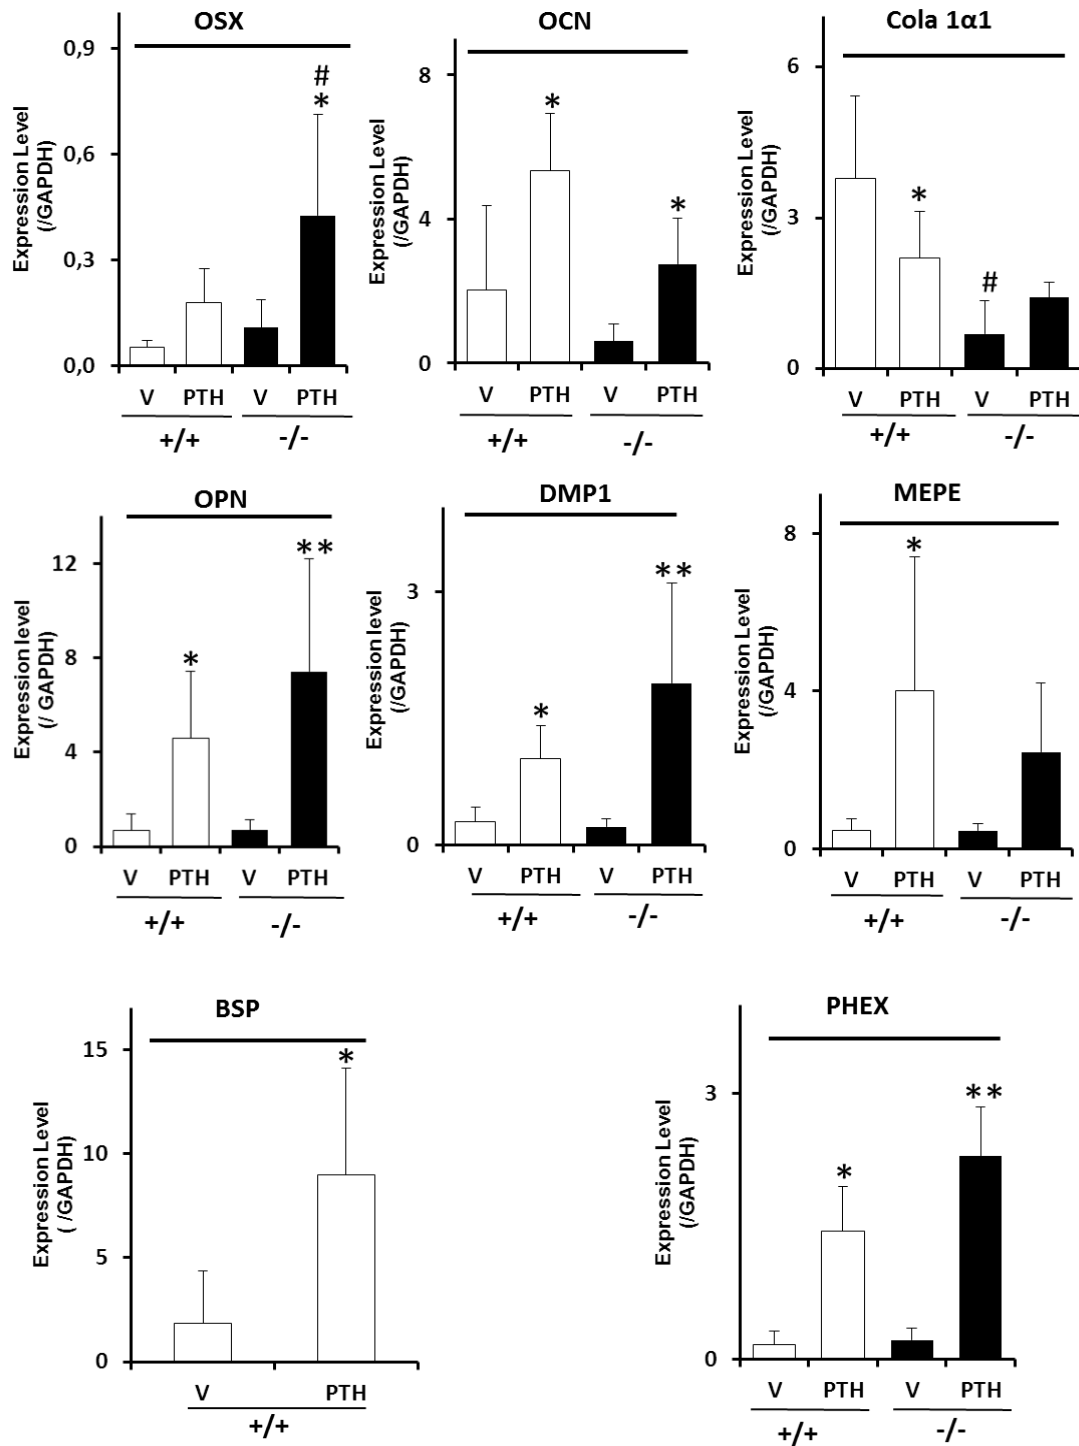 OSX
OCN
Cola 1α1
Expression Level
(/GAPDH)
0,9
0,6
0,3
0,0
#
*
V PTH V PTH
+/+ -/-
Expression Level
(/GAPDH)
8
4
0
*
*
V PTH V PTH
+/+ -/-
Expression Level
(/GAPDH)
6
3
0
*
#
V PTH V PTH
+/+ -/-
OPN
DMP1
MEPE
Expression level
(/ GAPDH)
12
8
4
0
*
**
V PTH V PTH
+/+ -/-
Expression level
(/GAPDH)
3
0
*
**
V PTH V PTH
+/+ -/-
Expression Level
(/GAPDH)
8
4
0
*
V PTH V PTH
+/+ -/-
BSP
PHEX
Expression Level
( /GAPDH)
15
10
5
0
*
V PTH
+/+
Expression Level
(/GAPDH)
3
0
*
**
V PTH V PTH
+/+ -/-